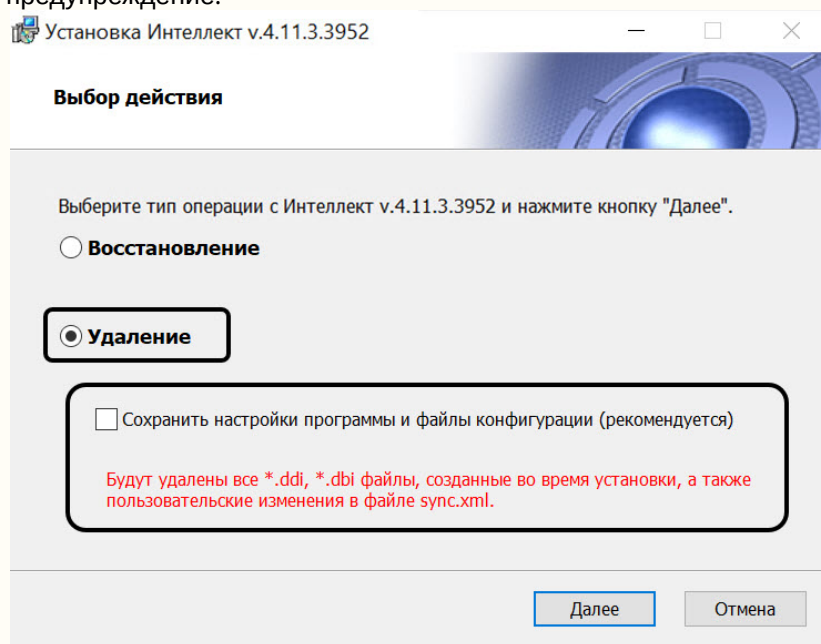 предупреждение.
Установка Интеллект v.4.11.3.3952
Выбор действия
Выберите тип операции с Интеллект v.4.11.3.3952 и нажмите кнопку "Далее".
Восстановление
Удаление
Сохранить настройки программы и файлы конфигурации (рекомендуется)
Будут удалены все *.ddi, *.dbi файлы, созданные во время установки, а также
пользовательские изменения в файле sync.xml.
Далее
Отмена